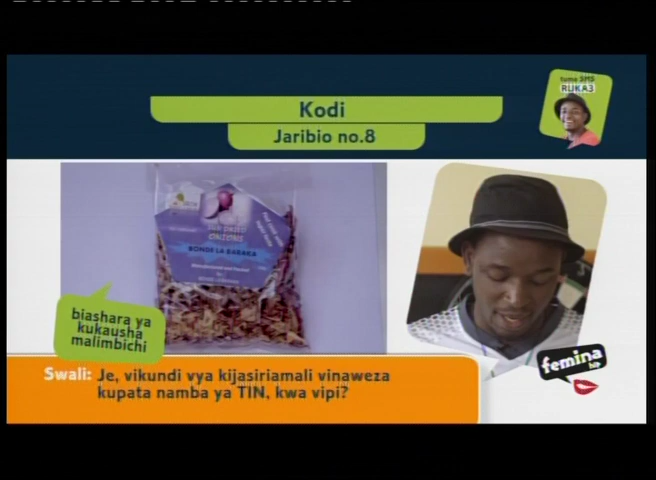 tuma SMS
RUKA3
Kodi
Jaribio no.8
BONDE LA BARAKA
biashara ya
kukausha
malimbichi
femina
hip
Swali: Je, vikundi vya kijasiriamali vinaweza
kupata namba ya TIN, kwa vipi?